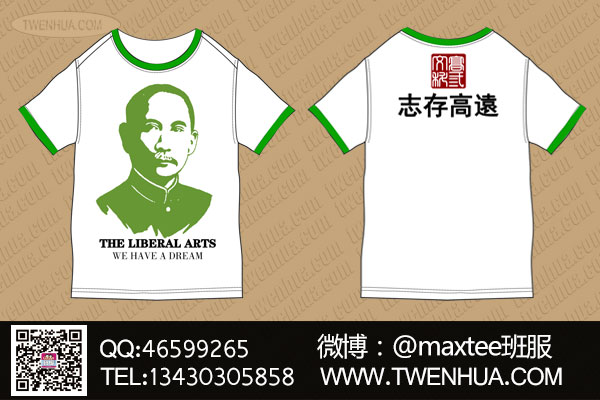 TWENHUA.COM
THE LIBERAL ARTS
WE HAVE A DREAM
志存高遠
QQ:46599265
TEL:13430305858
微博：@maxtee班服
WWW.TWENHUA.COM